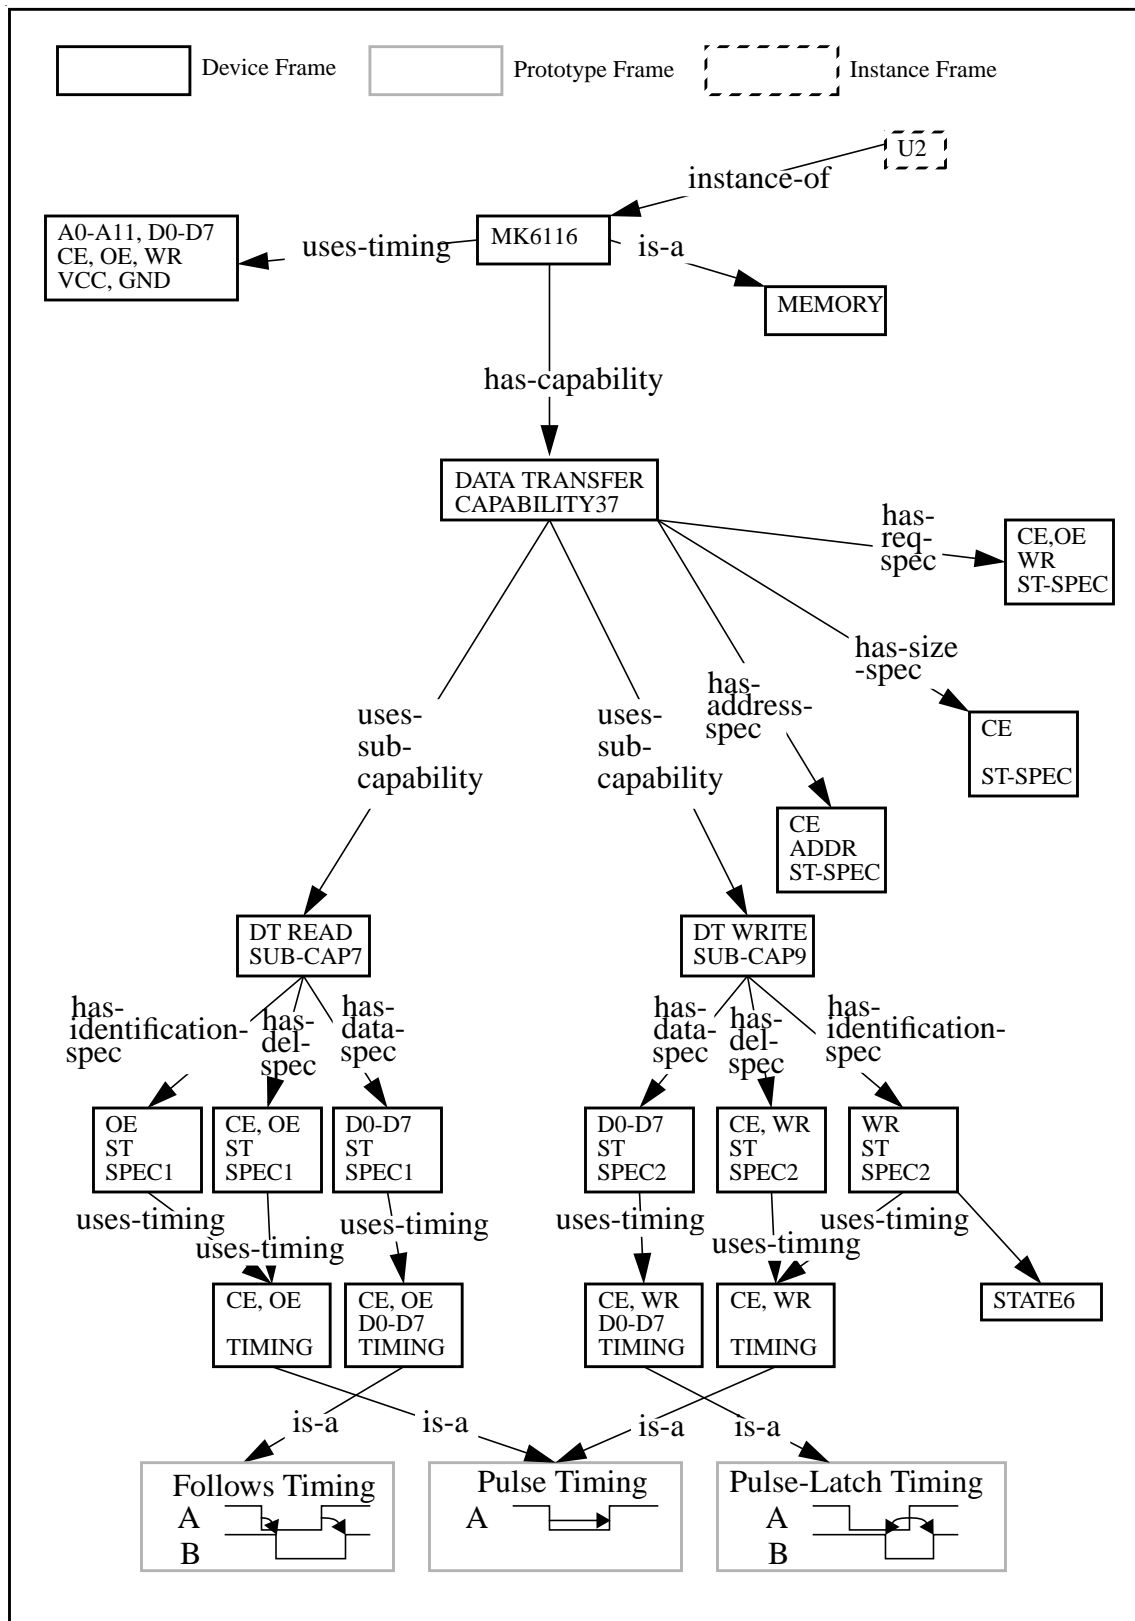 Device Frame
Prototype Frame
Instance Frame
U2
instance-of
A0-A11, D0-D7
CE, OE, WR
VCC, GND
uses-timing
MK6116
is-a
MEMORY
has-capability
DATA TRANSFER
CAPABILITY37
has-
req-
spec
CE,OE
WR
ST-SPEC
has-size
-spec
CE
ST-SPEC
has-
address-
spec
CE
ADDR
ST-SPEC
uses-
sub-
capability
uses-
sub-
capability
DT READ
SUB-CAP7
DT WRITE
SUB-CAP9
has-
identification-
spec
has-
del-
spec
has-
data-
spec
has-
data-
spec
has-
del-
spec
has-
identification-
spec
OE
ST
SPEC1
CE, OE
ST
SPEC1
D0-D7
ST
SPEC1
D0-D7
ST
SPEC2
CE, WR
ST
SPEC2
WR
ST
SPEC2
uses-timing
uses-timing
uses-timing
uses-timing
uses-timing
uses-timing
CE, OE
TIMING
CE, OE
D0-D7
TIMING
CE, WR
D0-D7
TIMING
CE, WR
TIMING
STATE6
is-a
is-a
is-a
is-a
Follows Timing
A
B
Pulse Timing
A
Pulse-Latch Timing
A
B